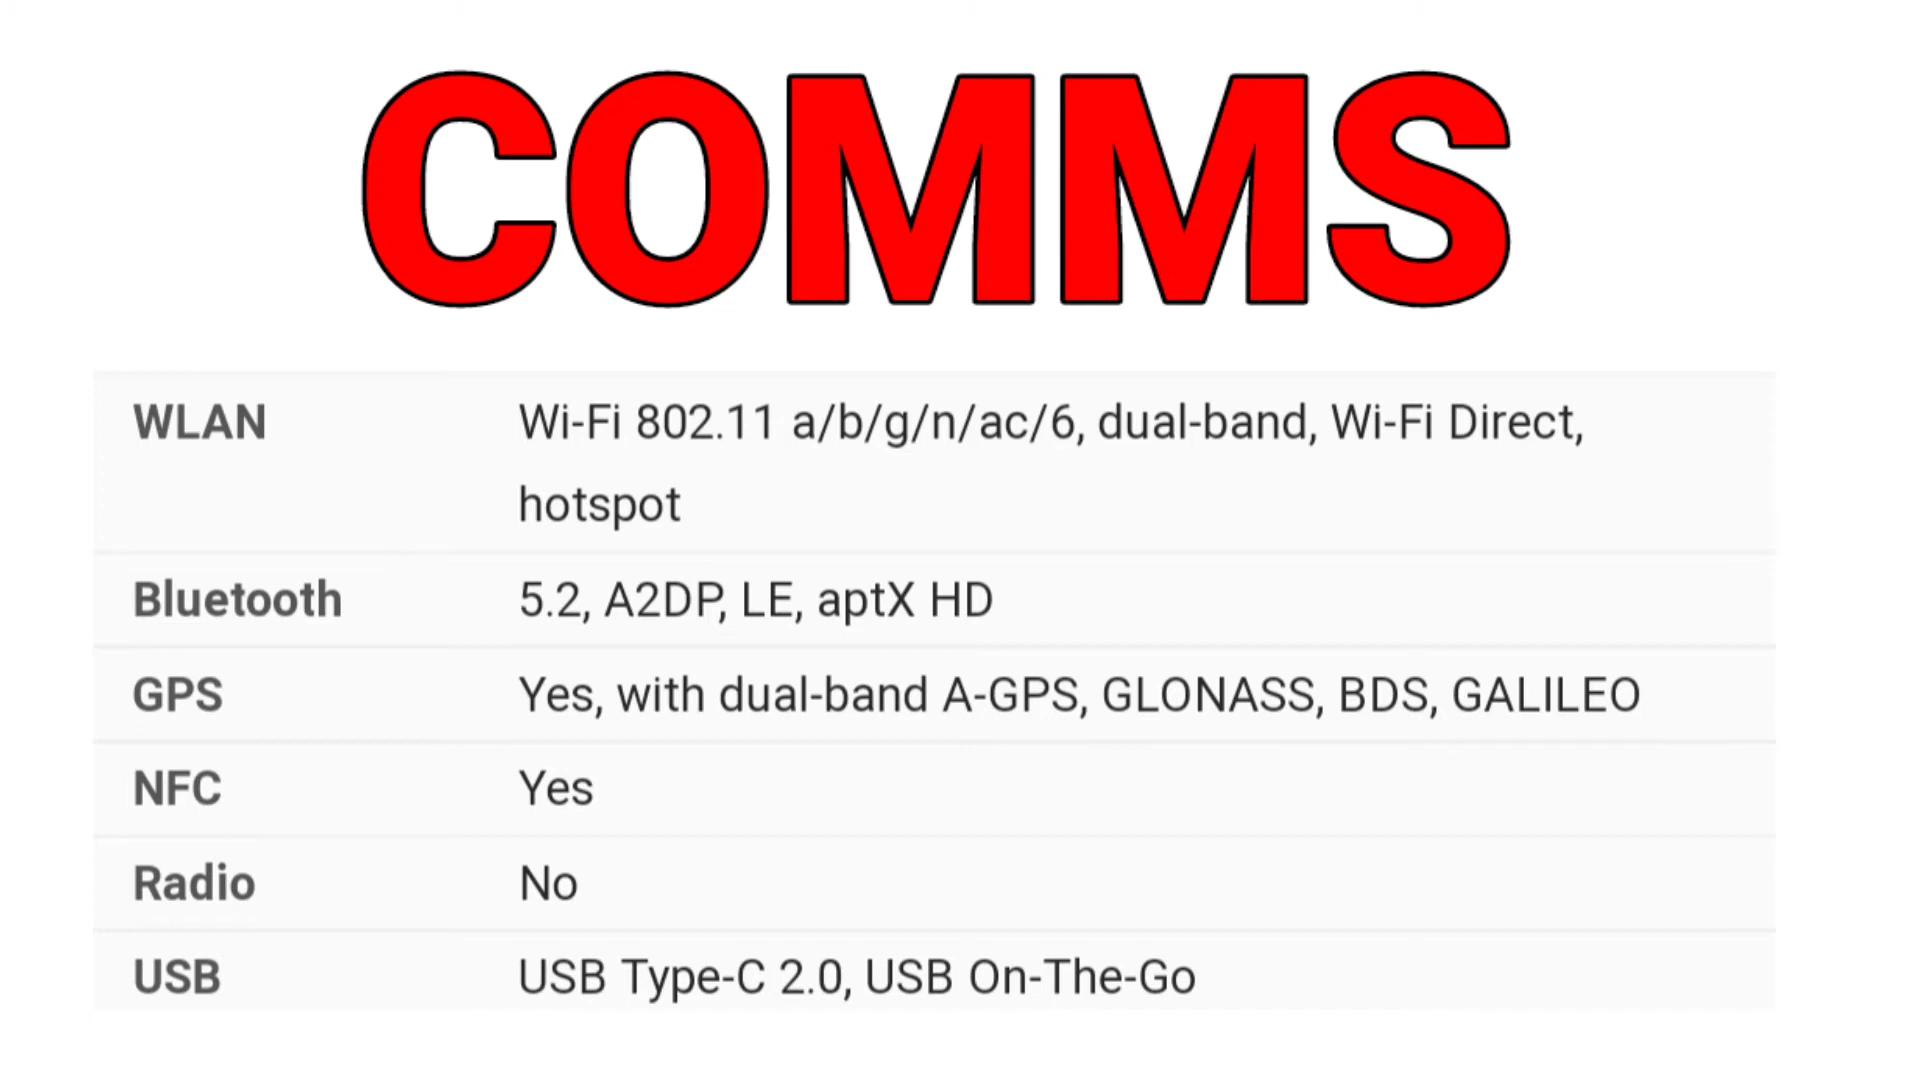 COMMS
WLAN Wi-Fi 802.11 a/b/g/n/ac/6, dual-band, Wi-Fi Direct,
hotspot
Bluetooth 5.2, A2DP, LE, aptX HD
GPS Yes, with dual-band A-GPS, GLONASS, BDS, GALILEO
NFC Yes
Radio No
USB USB Type-C 2.0, USB On-The-Go